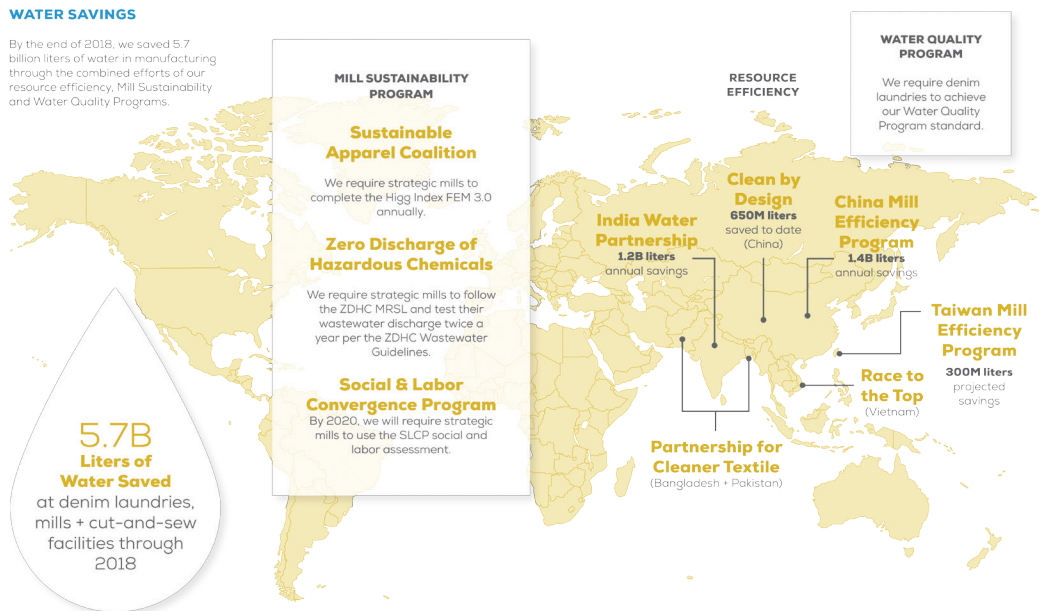 WATER SAVINGS
By the end of 2018, we saved 5.7
billion liters of water in manufacturing
through the combined efforts of our
resource efficiency, Mill Sustainability
and Water Quality Programs.
5.7B
Liters of
Water Saved
at denim laundries,
mills + cut-and-sew
facilities through
2018
MILL SUSTAINABILITY
PROGRAM
Sustainable
Apparel Coalition
We require strategic mills to
complete the Higg Index FEM 3.0
annually.
Zero Discharge of
Hazardous Chemicals
We require strategic mills to follow
the ZDHC MRSL and test their
wastewater discharge twice a
year per the ZDHC Wastewater
Guidelines.
Social & Labor
Convergence Program
By 2020, we will require strategic
mills to use the SLCP social and
labor assessment.
RESOURCE
EFFICIENCY
India Water
Partnership
1.2B liters
annual savings
Clean by
Design
650M liters
saved to date
(China)
China Mill
Efficiency
Program
1.4B liters
annual savings
Taiwan Mill
Efficiency
Program
300M liters
projected
savings
Race to
the Top
(Vietnam)
Partnership for
Cleaner Textile
(Bangladesh + Pakistan)
WATER QUALITY
PROGRAM
We require denim
laundries to achieve
our Water Quality
Program standard.